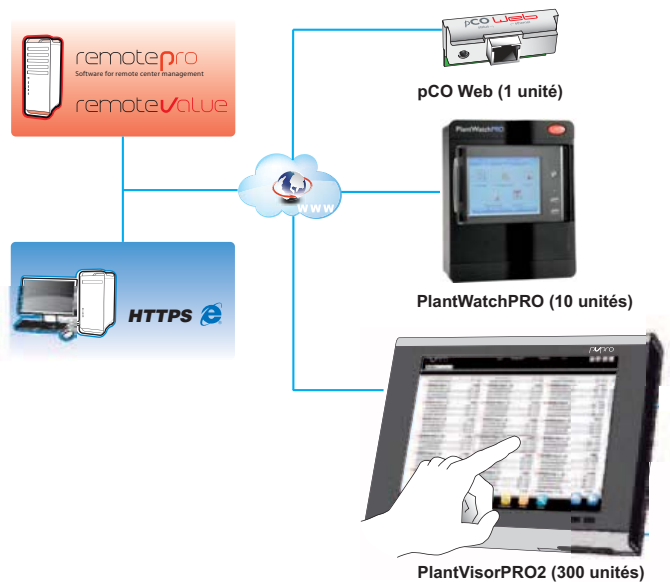 remotepro
Software for remote center management
remotevalue
HTTPS
www
pCO web
pCO Web (1 unité)
PlantWatchPRO
PlantWatchPRO (10 unités)
pvpro
PlantVisorPRO2 (300 unités)